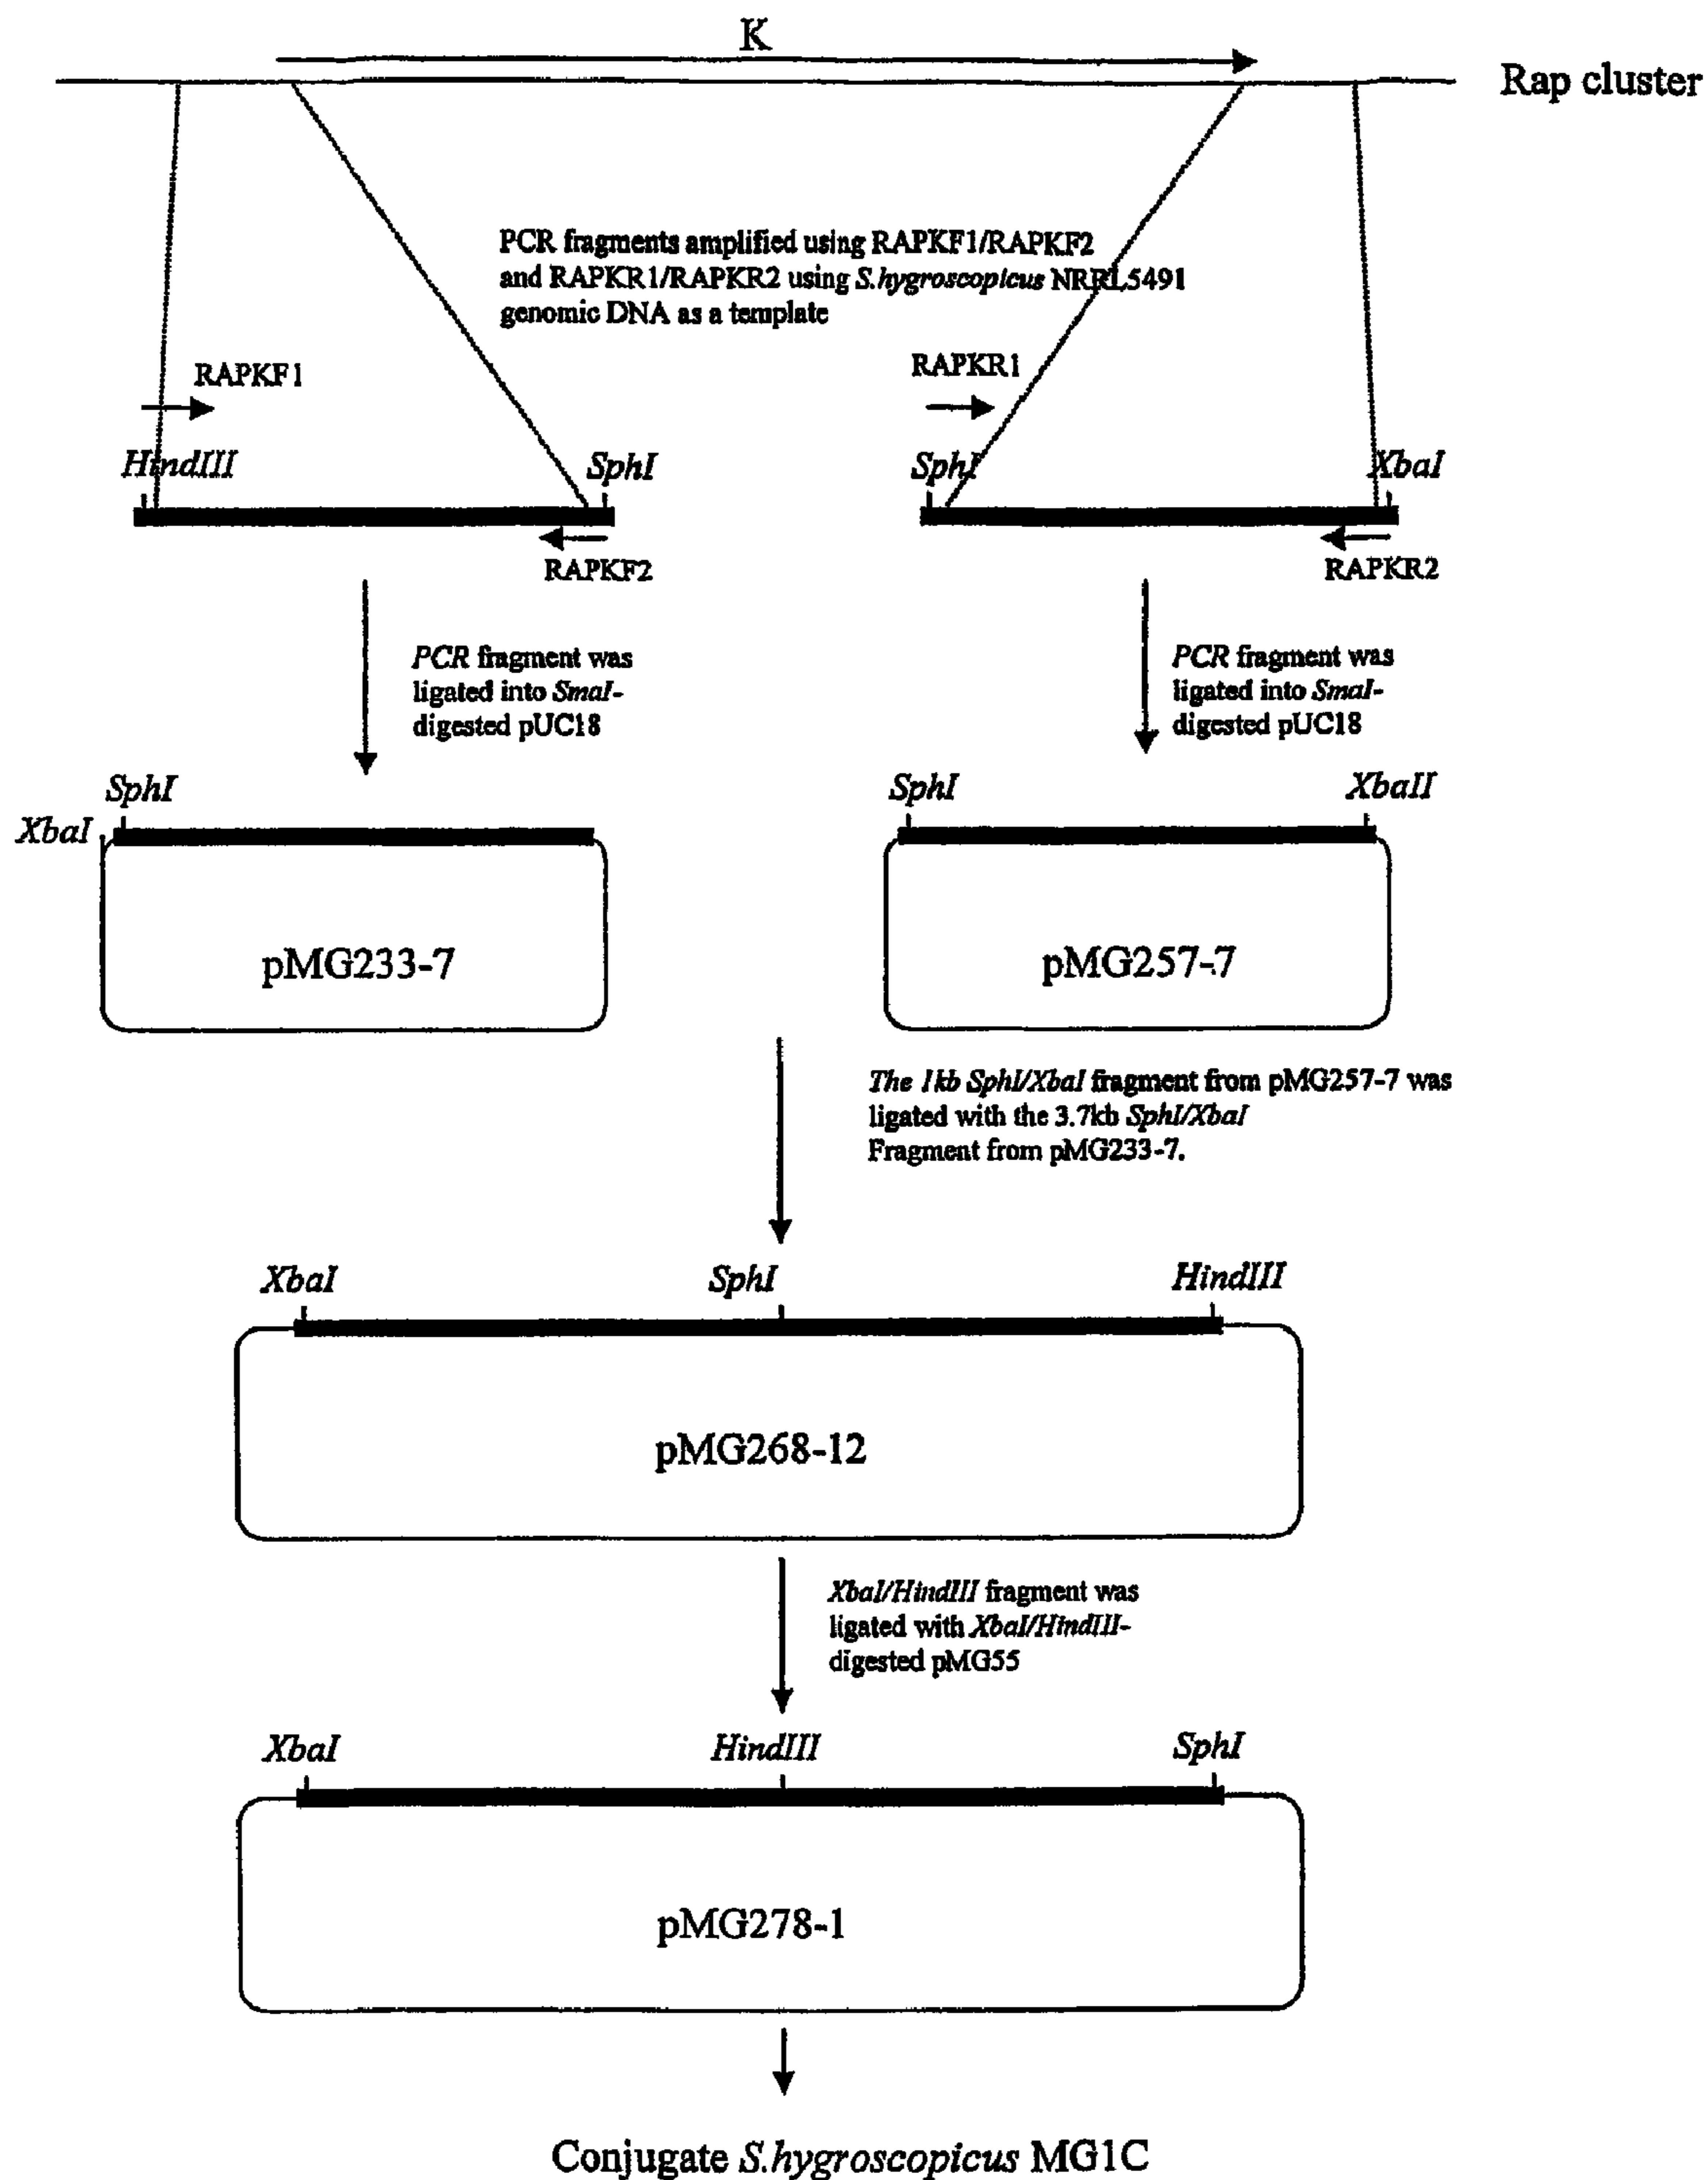 K
Rap cluster
PCR fragments amplified using RAPKF1/RAPKF2
and RAPKR1/RAPKR2 using S.hygroscopicus NRRL5491
genomic DNA as a template
RAPKF1
RAPKR1
HindIII
SphI
SphI
XbaI
RAPKF2
RAPKR2
PCR fragment was
ligated into SmaI-
digested pUC18
PCR fragment was
ligated into SmaI-
digested pUC18
SphI
XbaI
SphI
XbaII
pMG233-7
pMG257-7
The 1kb SphI/XbaI fragment from pMG257-7 was
ligated with the 3.7kb SphI/XbaI
Fragment from pMG233-7.
XbaI
SphI
HindIII
pMG268-12
XbaI/HindIII fragment was
ligated with XbaI/HindIII-
digested pMG55
XbaI
HindIII
SphI
pMG278-1
Conjugate S.hygroscopicus MG1C